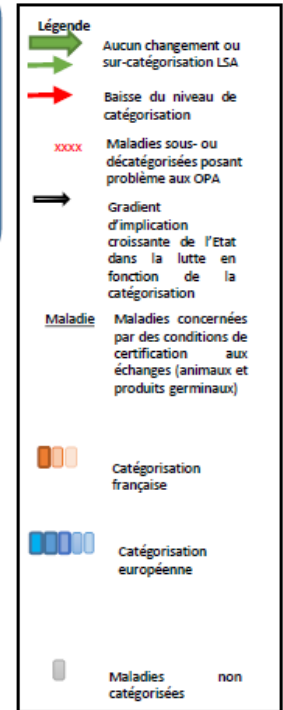 Légende
Aucun changement ou
sur-catégorisation LSA
Baisse du niveau de
catégorisation
xxxx Maladies sous- ou
décatégorisées posant
problème aux OPA
Gradient
d'implication
croissante de l'Etat
dans la lutte en
fonction de la
catégorisation
Maladie Maladies concernées
par des conditions de
certification aux
échanges (animaux et
produits germinaux)
Catégorisation
française
Catégorisation
européenne
Maladies non
catégorisées